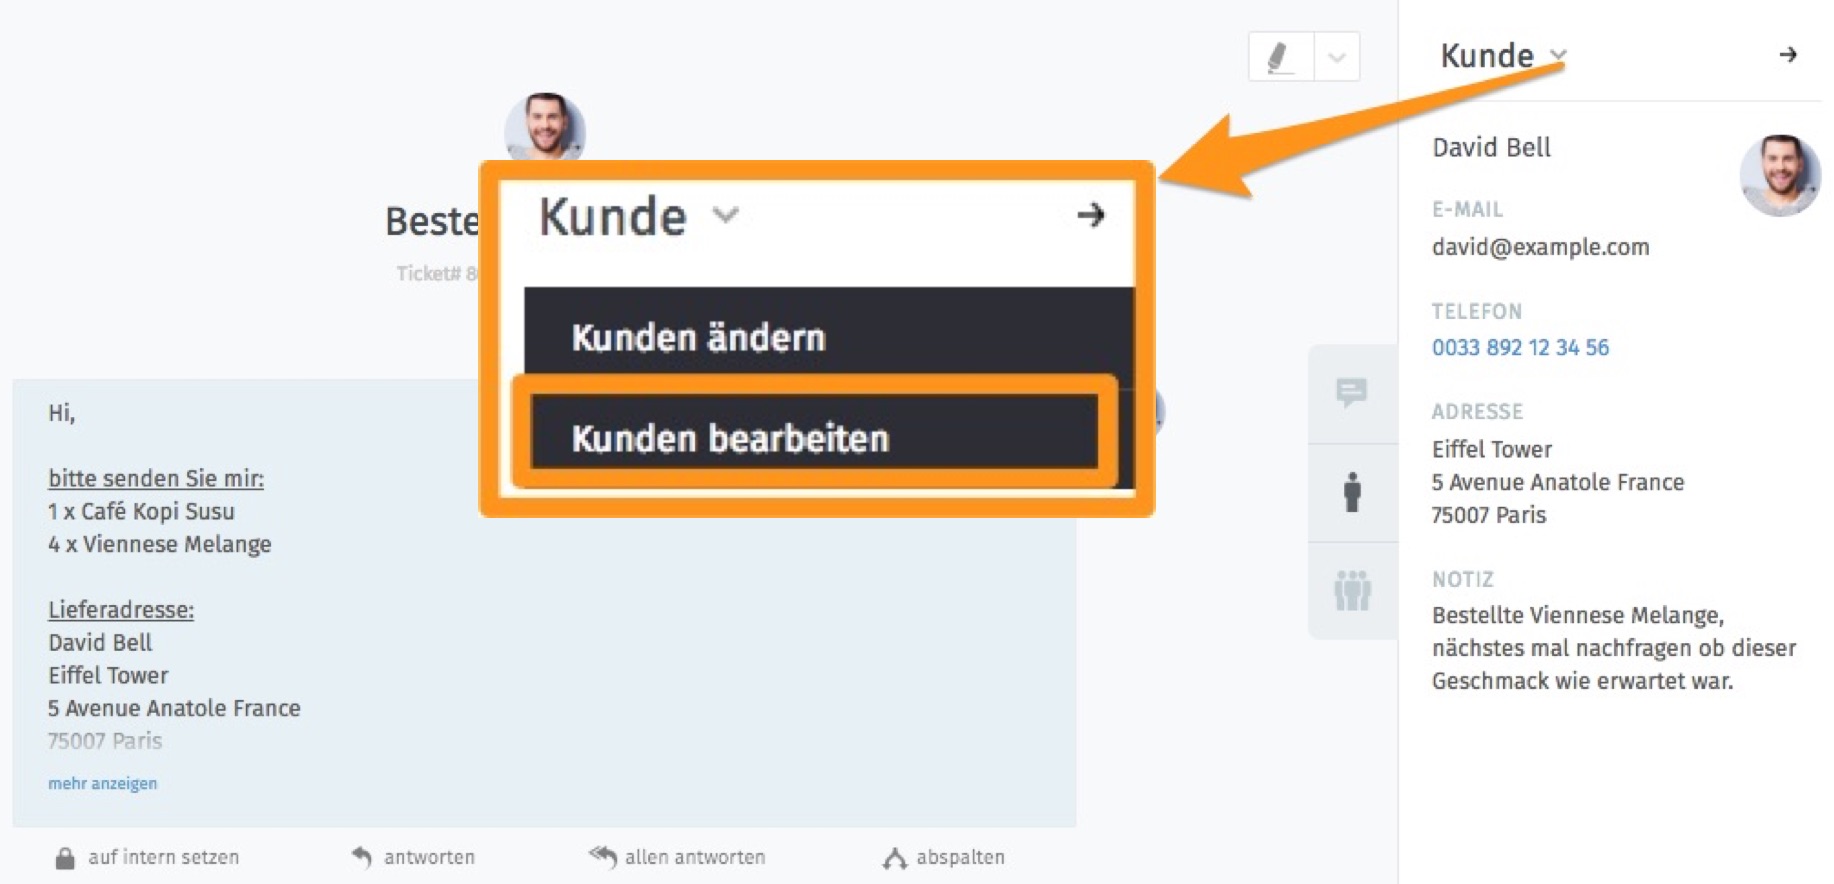 Beste
Ticket# 8
Hi,
bitte senden Sie mir:
1 x Café Kopi Susu
4 x Viennese Melange
Lieferadresse:
David Bell
Eiffel Tower
5 Avenue Anatole France
75007 Paris
mehr anzeigen
auf intern setzen
antworten
allen antworten
abspalten
Kunde
Kunden ändern
Kunden bearbeiten
Kunde
David Bell
E-MAIL
david@example.com
TELEFON
0033 892 12 34 56
ADRESSE
Eiffel Tower
5 Avenue Anatole France
75007 Paris
NOTIZ
Bestellte Viennese Melange,
nächstes mal nachfragen ob dieser
Geschmack wie erwartet war.